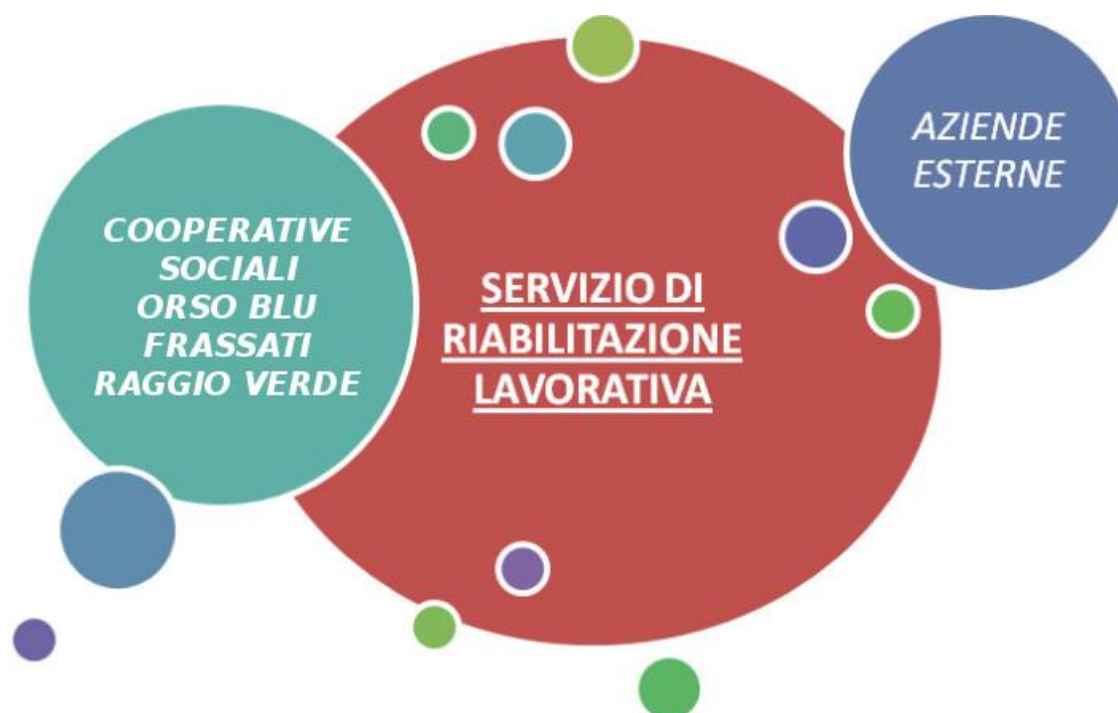 COOPERATIVE
SOCIALI
ORSO BLU
FRASSATI
RAGGIO VERDE
SERVIZIO DI
RIABILITAZIONE
LAVORATIVA
AZIENDE
ESTERNE